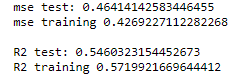 mse test: 0.46414142583446455
mse training 0.4269227112282268
R2 test: 0.5460323154452673
R2 training 0.5719921669644412